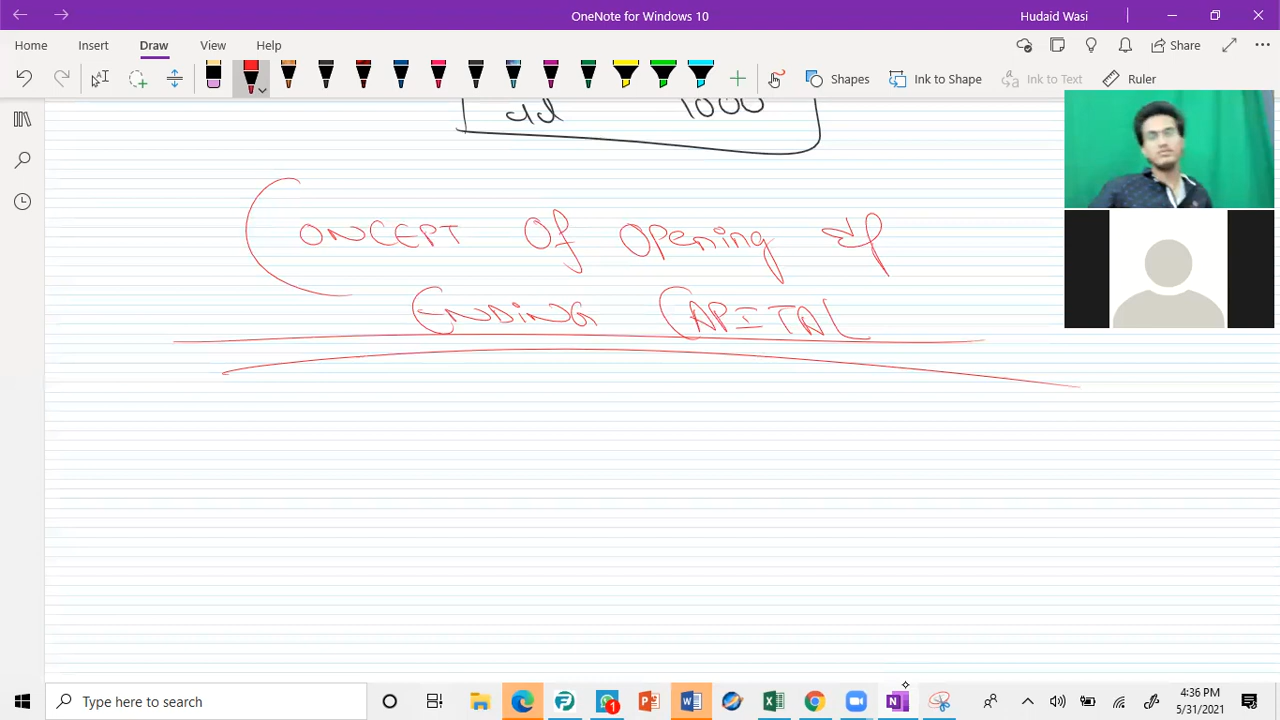 OneNote for Windows 10
Hudaid Wasi
Home Insert Draw View Help
Share
Shapes Ink to Shape Ink to Text Ruler
1000
CONCEPT Of Opening &
ENDING CAPITAL
Type here to search
1
4:36 PM
5/31/2021